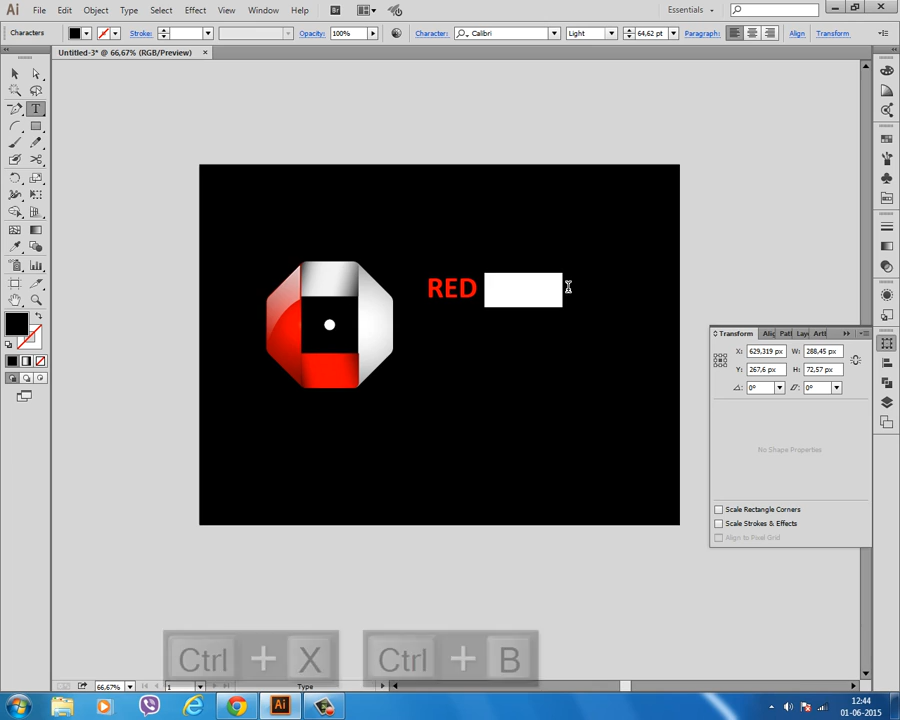 Ai File Edit Object Type Select Effect View Window Help Br Essentials
Characters Stroke: Opacity: 100% Character: Calibri Light 64,62 pt Paragraph: Align Transform
Untitled-3* @ 66,67% (RGB/Preview) ×
RED
Transform
X: 629,319 px W: 288,45 px
Y: 267,6 px H: 72,57 px
0° 0°
No Shape Properties
Scale Rectangle Corners
Scale Strokes & Effects
Align to Pixel Grid
Ctrl + X Ctrl + B
66.67% 1 Type
Ai
12:44
01-06-2015